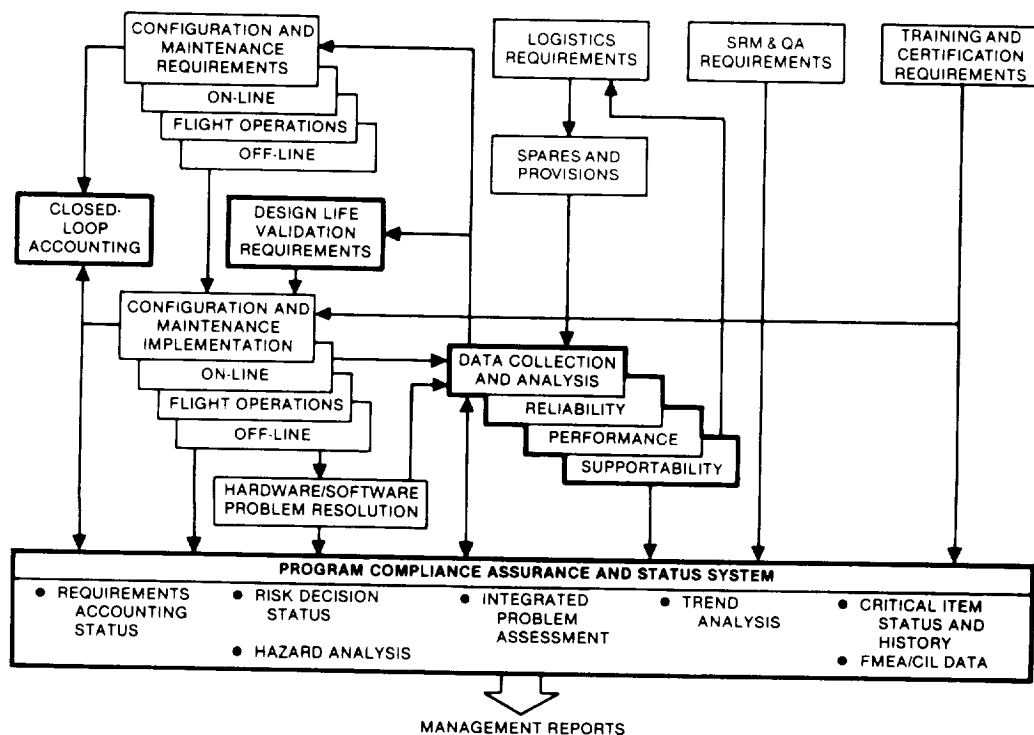 CONFIGURATION AND
MAINTENANCE
REQUIREMENTS
ON-LINE
FLIGHT OPERATIONS
OFF-LINE
LOGISTICS
REQUIREMENTS
SRM & QA
REQUIREMENTS
TRAINING AND
CERTIFICATION
REQUIREMENTS
SPARES AND
PROVISIONS
CLOSED-
LOOP
ACCOUNTING
DESIGN LIFE
VALIDATION
REQUIREMENTS
CONFIGURATION AND
MAINTENANCE
IMPLEMENTATION
ON-LINE
FLIGHT OPERATIONS
OFF-LINE
DATA COLLECTION
AND ANALYSIS
RELIABILITY
PERFORMANCE
SUPPORTABILITY
HARDWARE/SOFTWARE
PROBLEM RESOLUTION
PROGRAM COMPLIANCE ASSURANCE AND STATUS SYSTEM
● REQUIREMENTS
ACCOUNTING
STATUS
● RISK DECISION
STATUS
● HAZARD ANALYSIS
● INTEGRATED
PROBLEM
ASSESSMENT
● TREND
ANALYSIS
● CRITICAL ITEM
STATUS AND
HISTORY
● FMEA/CIL DATA
MANAGEMENT REPORTS